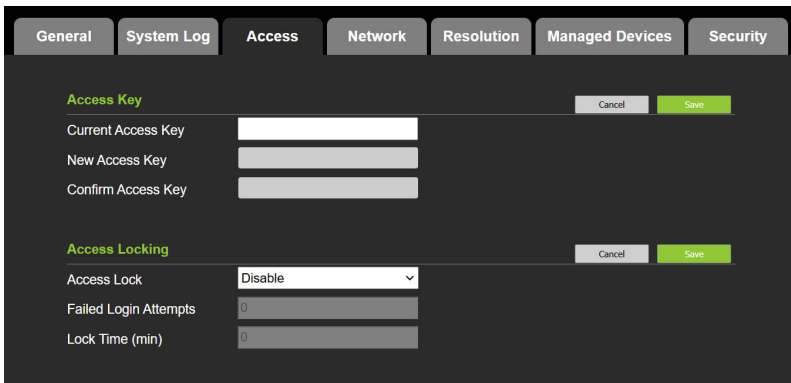 General System Log Access Network Resolution Managed Devices Security
Access Key Cancel Save
Current Access Key
New Access Key
Confirm Access Key
Access Locking Cancel Save
Access Lock Disable
Failed Login Attempts 0
Lock Time (min) 0